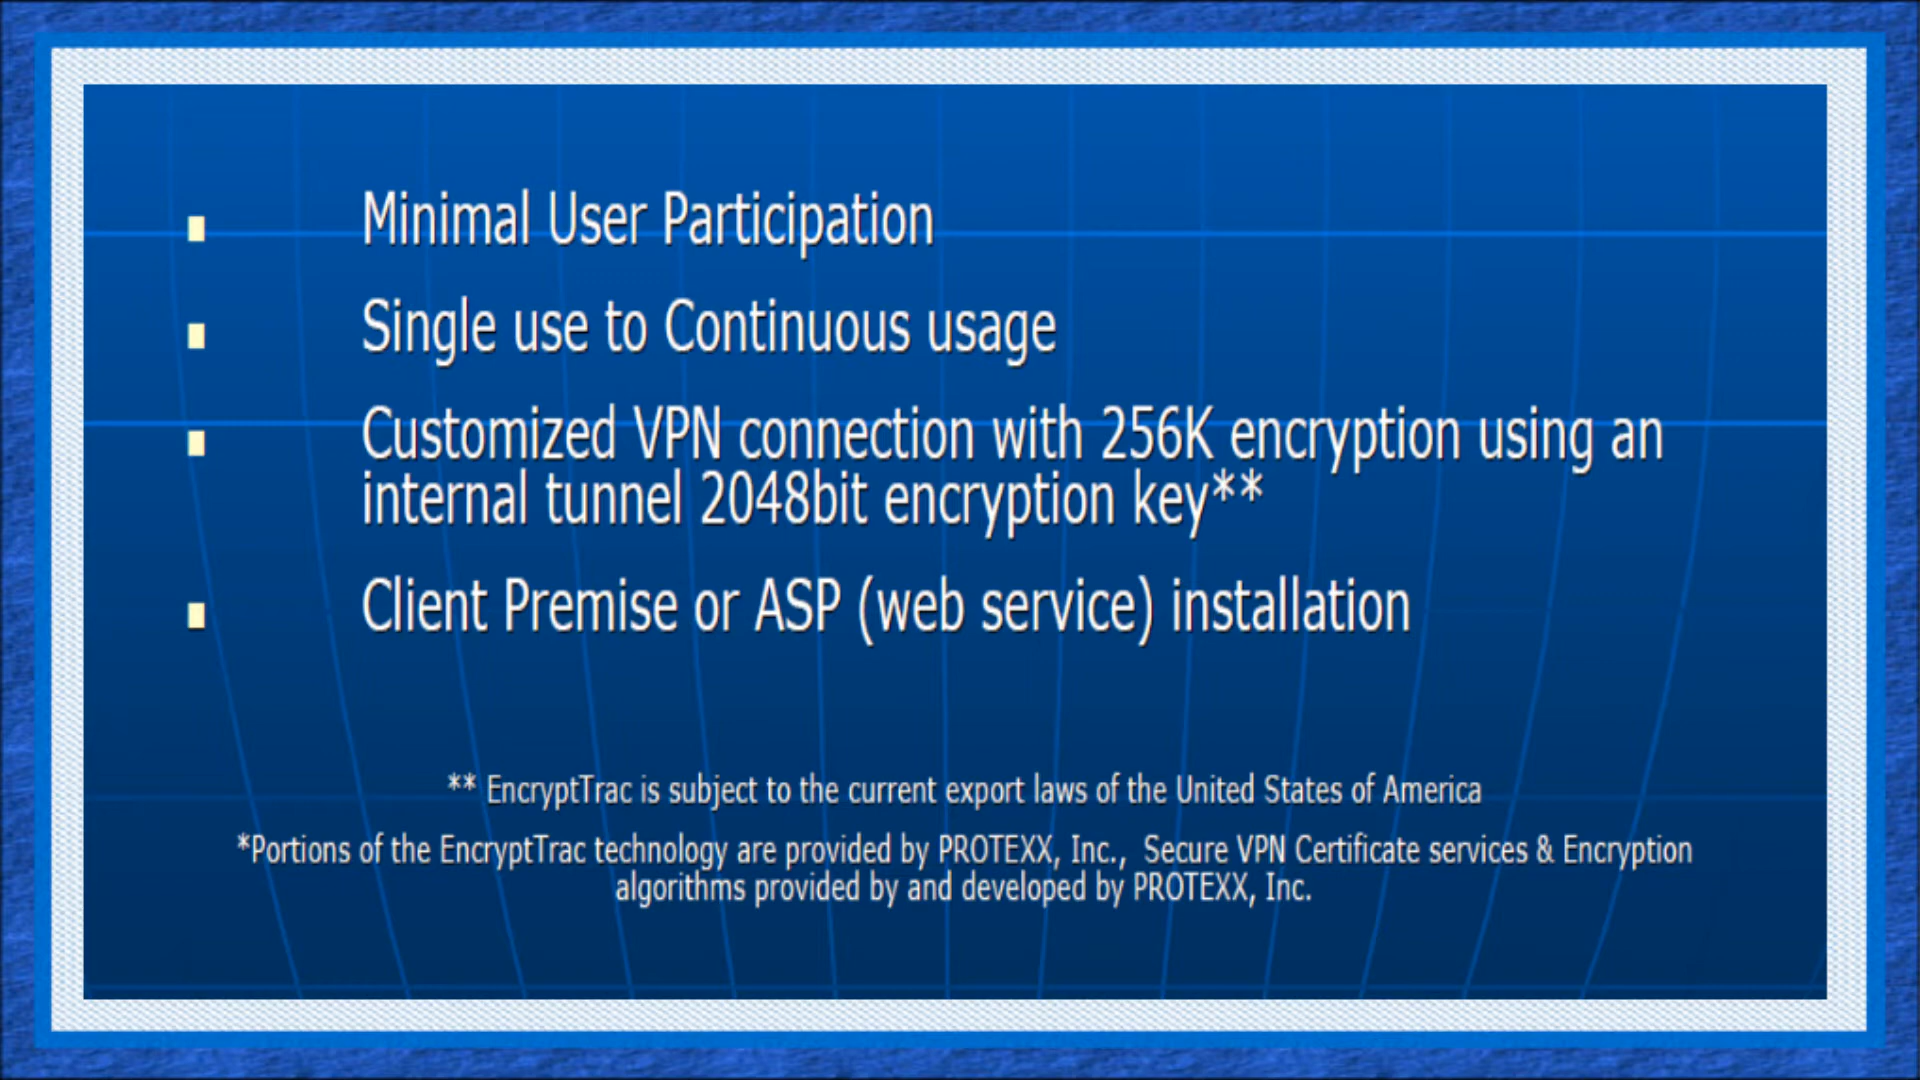 Minimal User Participation
Single use to Continuous usage
Customized VPN connection with 256K encryption using an
internal tunnel 2048bit encryption key**
Client Premise or ASP (web service) installation
** EncryptTrac is subject to the current export laws of the United States of America
*Portions of the EncryptTrac technology are provided by PROTEXX, Inc., Secure VPN Certificate services & Encryption
algorithms provided by and developed by PROTEXX, Inc.